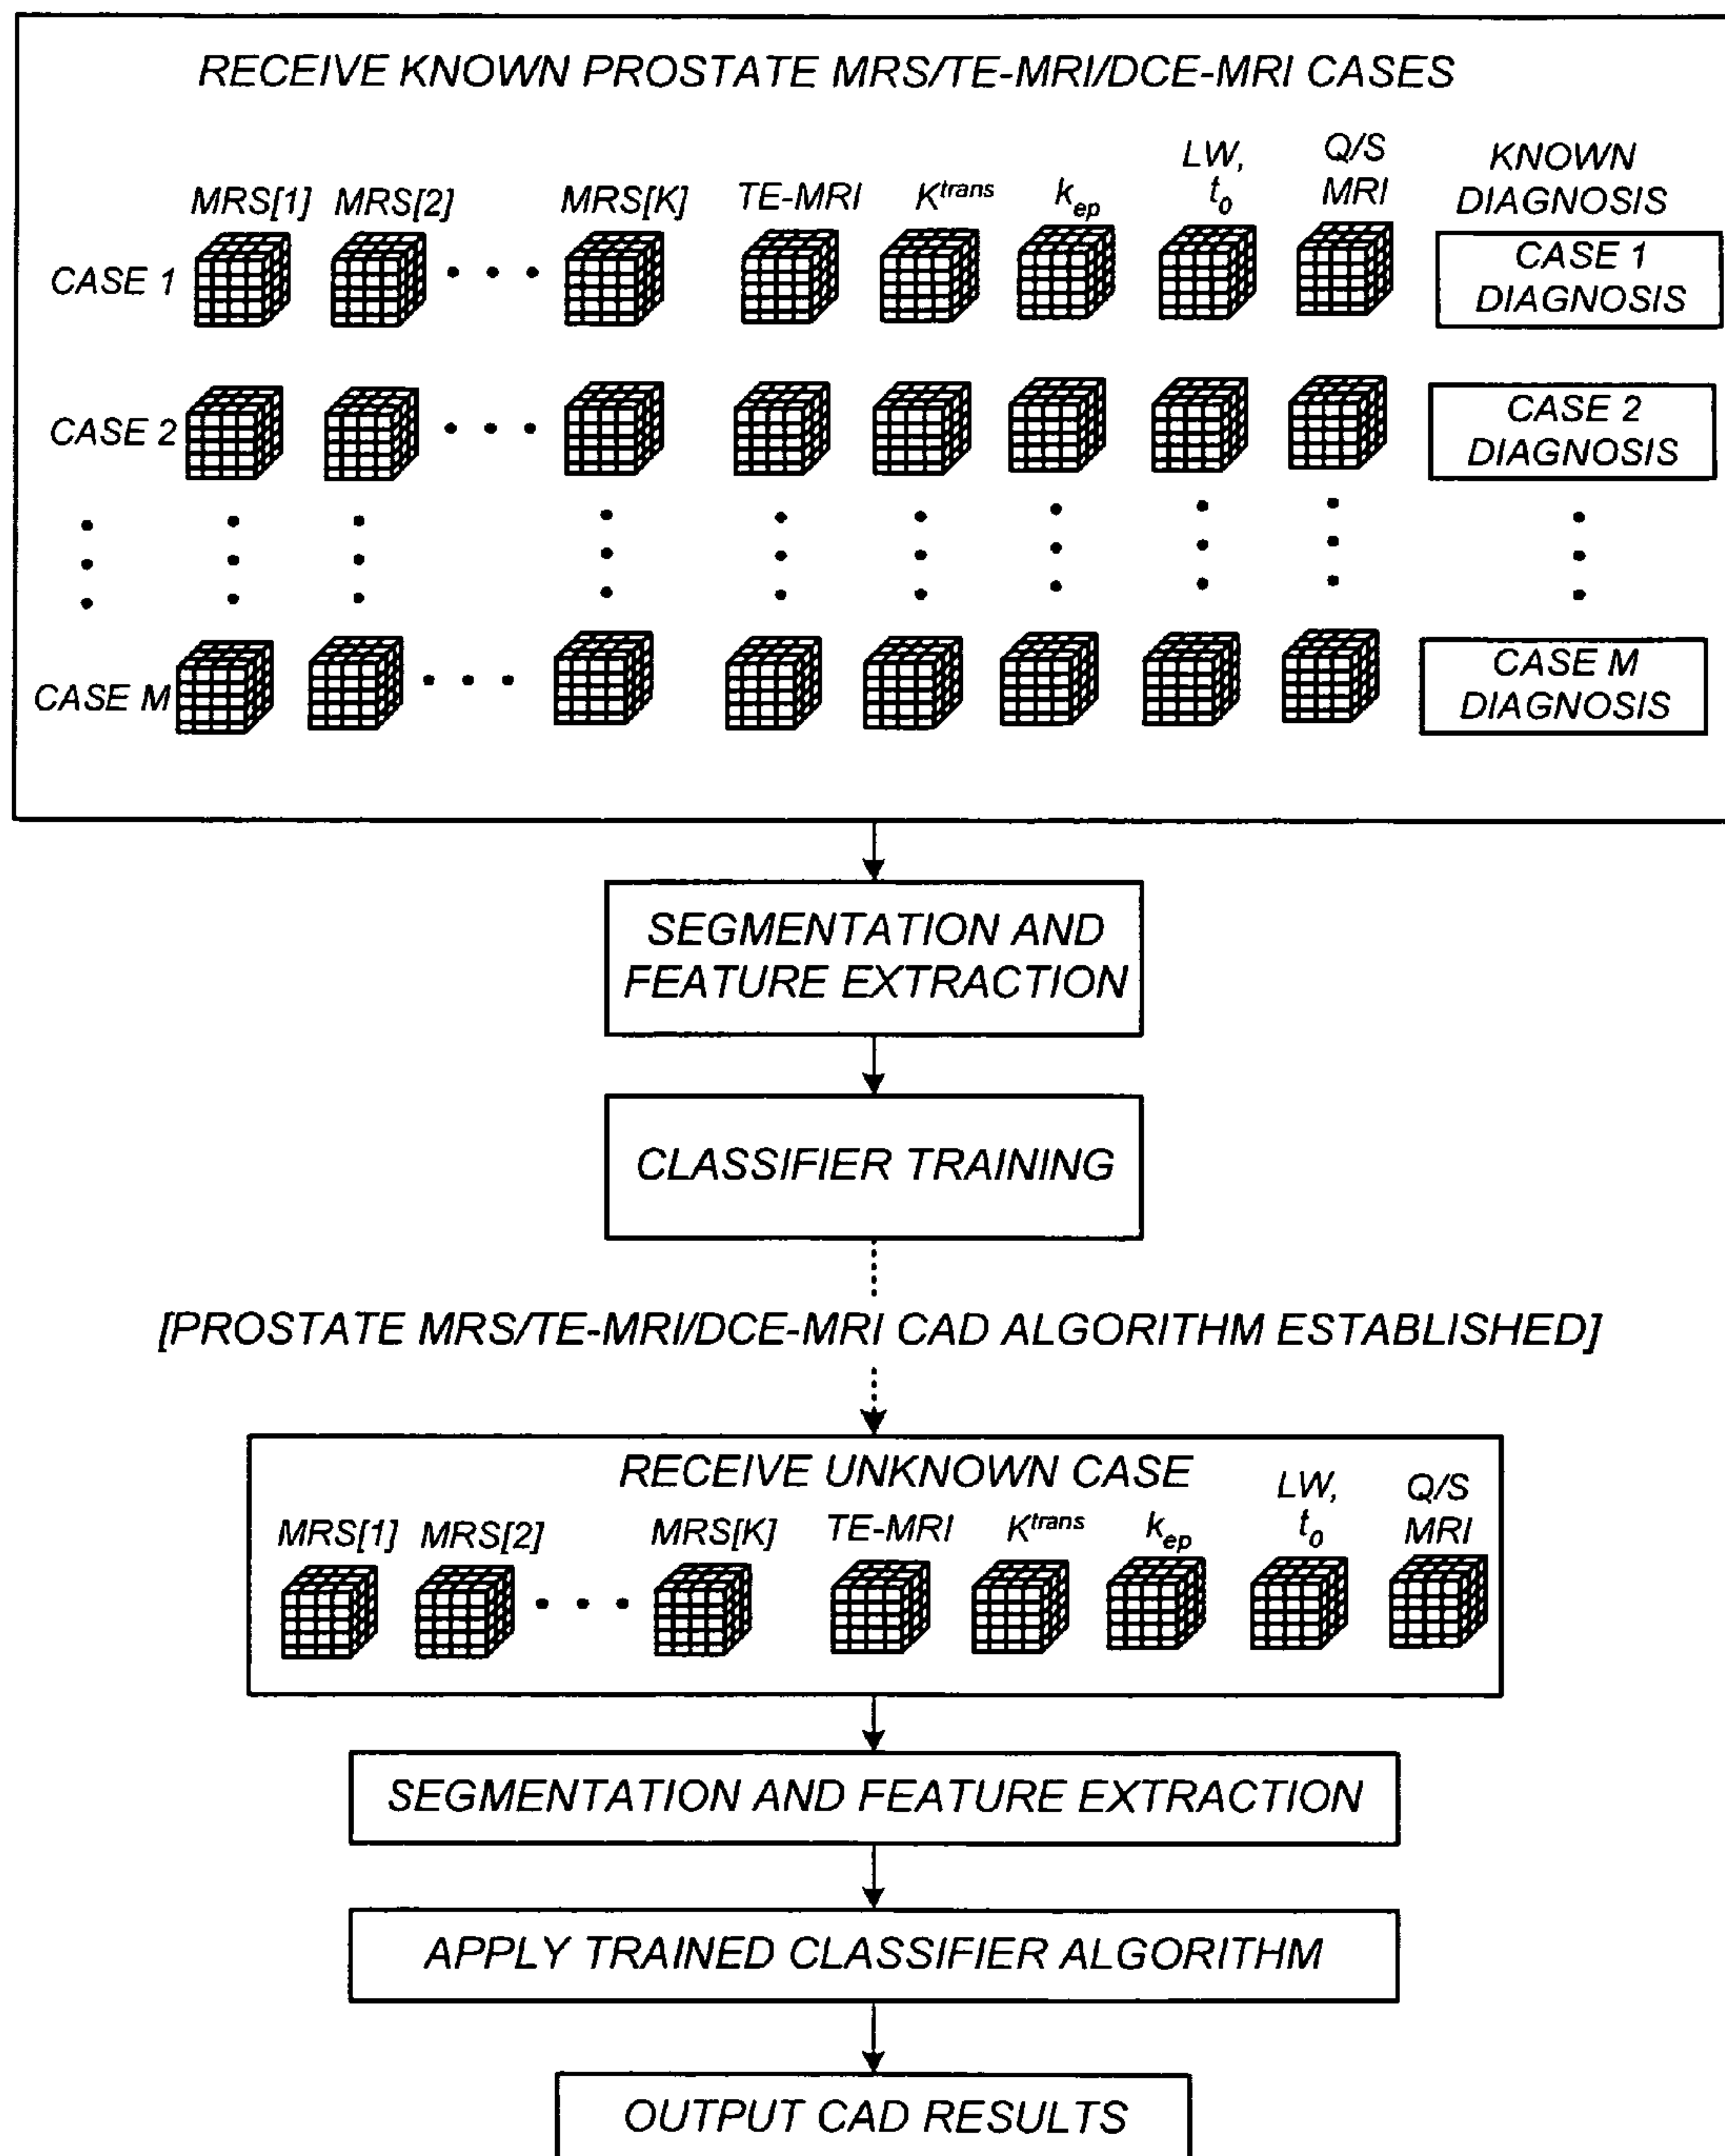 RECEIVE KNOWN PROSTATE MRS/TE-MRI/DCE-MRI CASES
MRS[1] MRS[2] MRS[K] TE-MRI K^trans k_ep LW, t_0 Q/S MRI KNOWN DIAGNOSIS
CASE 1
CASE 1
DIAGNOSIS
CASE 2
CASE 2
DIAGNOSIS
CASE M
CASE M
DIAGNOSIS
SEGMENTATION AND
FEATURE EXTRACTION
CLASSIFIER TRAINING
[PROSTATE MRS/TE-MRI/DCE-MRI CAD ALGORITHM ESTABLISHED]
RECEIVE UNKNOWN CASE
MRS[1] MRS[2] MRS[K] TE-MRI K^trans k_ep LW, t_0 Q/S MRI
SEGMENTATION AND FEATURE EXTRACTION
APPLY TRAINED CLASSIFIER ALGORITHM
OUTPUT CAD RESULTS